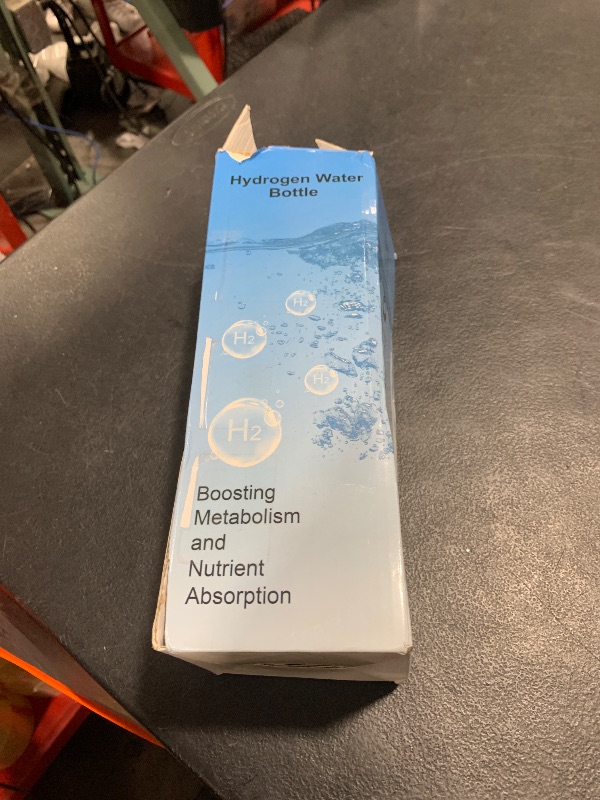 Hydrogen Water
Bottle
H2
H2
H2
H2
Boosting
Metabolism
and
Nutrient
Absorption